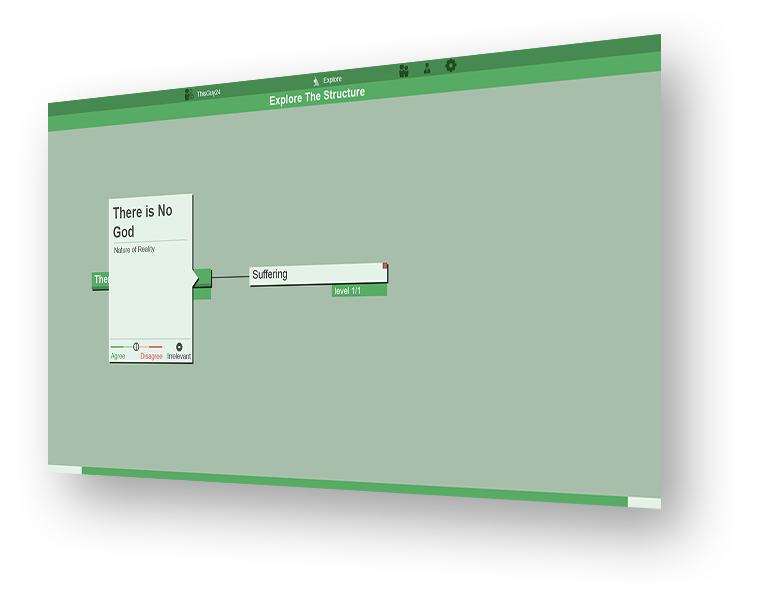 ThisGuy24
Explore
Explore The Structure
There is No
God
Nature of Reality
Suffering
level 1/1
Agree
Disagree
Irrelevant